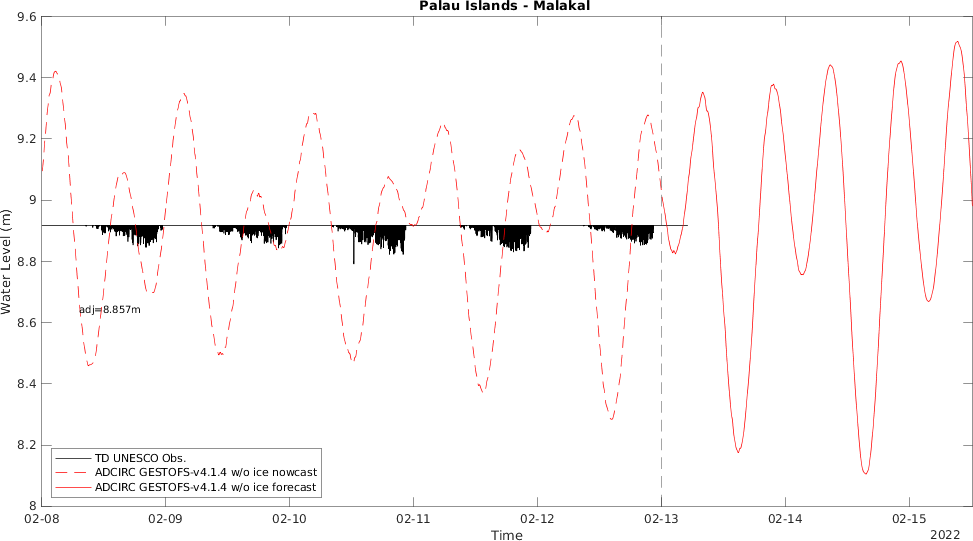 Palau Islands - Malakal
9.6
9.4
9.2
9
8.8
8.6
8.4
8.2
8
Water Level (m)
adj=8.857m
TD UNESCO Obs.
ADCIRC GESTOFS-v4.1.4 w/o ice nowcast
ADCIRC GESTOFS-v4.1.4 w/o ice forecast
02-08 02-09 02-10 02-11 02-12 02-13 02-14 02-15
Time
2022